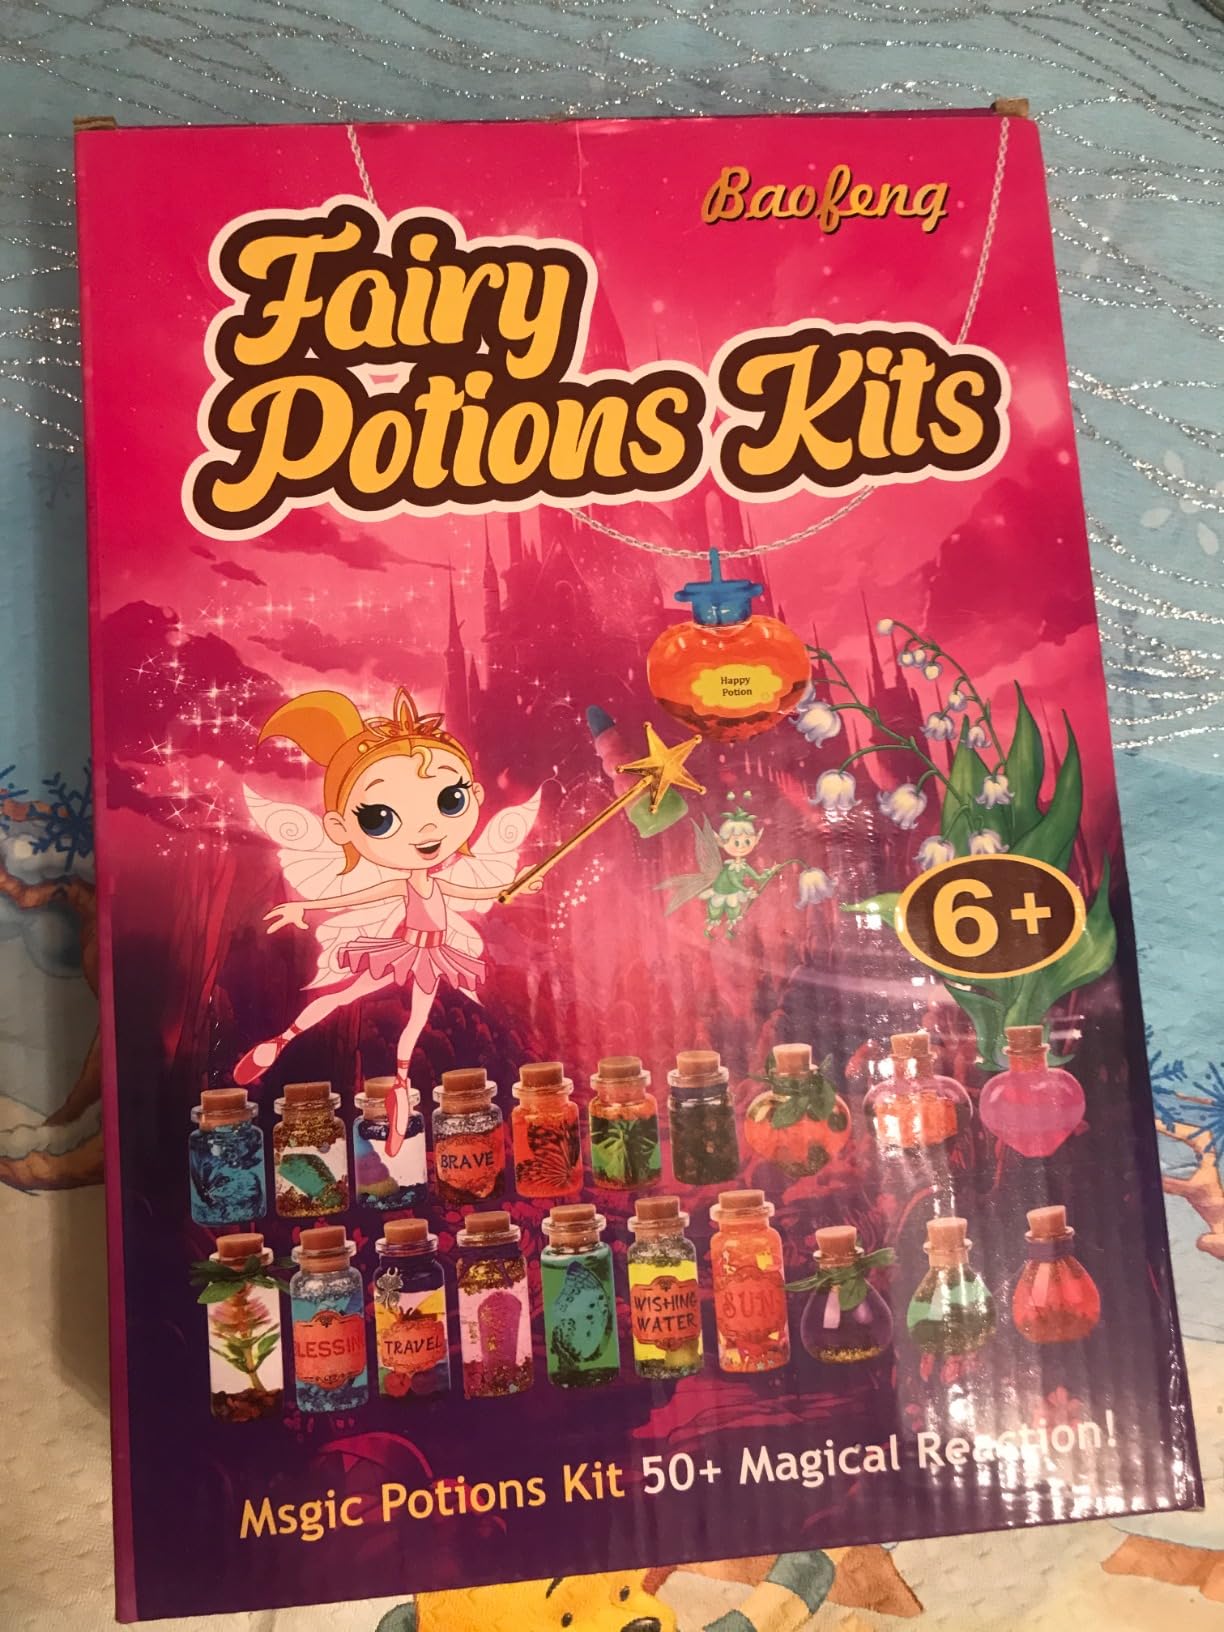 Baofeng
Fairy
Potions Kits
Happy
Potion
6+
BRAVE
LESSIN
TRAVEL
WISHING
WATER
SUN
Msgic Potions Kit 50+ Magical Reaction!